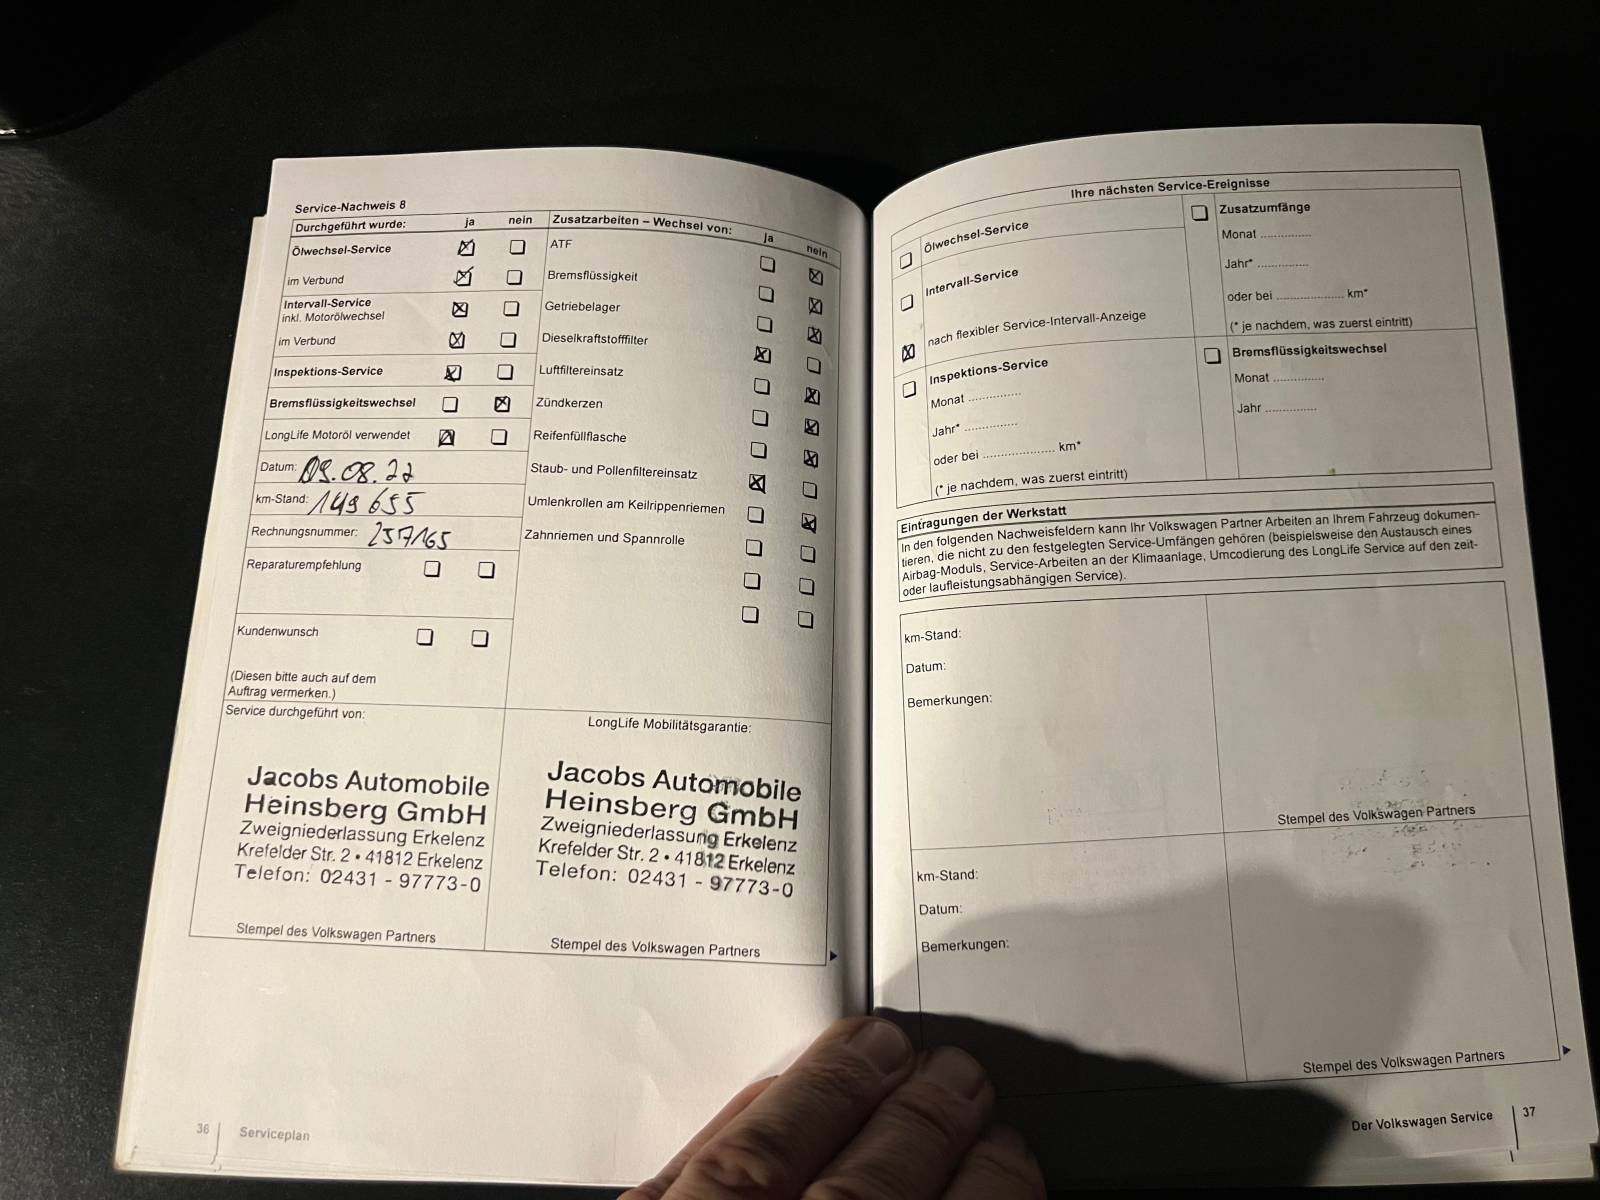 Service-Nachweis 8
Durchgeführt wurde: ja nein
Ölwechsel-Service
im Verbund
Intervall-Service
inkl. Motorölwechsel
im Verbund
Inspektions-Service
Bremsflüssigkeitswechsel
LongLife Motoröl verwendet
Datum: 09.08.22
km-Stand: 149 655
Rechnungsnummer: 257165
Reparaturempfehlung
Kundenwunsch
(Diesen bitte auch auf dem
Auftrag vermerken.)
Zusatzarbeiten – Wechsel von: ja nein
ATF
Bremsflüssigkeit
Getriebelager
Dieselkraftstofffilter
Luftfiltereinsatz
Zündkerzen
Reifenfüllflasche
Staub- und Pollenfiltereinsatz
Umlenkrollen am Keilrippenriemen
Zahnriemen und Spannrolle
Service durchgeführt von:
Jacobs Automobile
Heinsberg GmbH
Zweigniederlassung Erkelenz
Krefelder Str. 2 • 41812 Erkelenz
Telefon: 02431 - 97773-0
Stempel des Volkswagen Partners
LongLife Mobilitätsgarantie:
Jacobs Automobile
Heinsberg GmbH
Zweigniederlassung Erkelenz
Krefelder Str. 2 • 41812 Erkelenz
Telefon: 02431 - 97773-0
Stempel des Volkswagen Partners
36 Serviceplan
Ihre nächsten Service-Ereignisse
Ölwechsel-Service
Intervall-Service
nach flexibler Service-Intervall-Anzeige
Inspektions-Service
Monat ...............
Jahr* ...............
oder bei .................... km*
(* je nachdem, was zuerst eintritt)
Zusatzumfänge
Monat ...............
Jahr* ...............
oder bei .................... km*
(* je nachdem, was zuerst eintritt)
Bremsflüssigkeitswechsel
Monat ...............
Jahr ...............
Eintragungen der Werkstatt
In den folgenden Nachweisfeldern kann Ihr Volkswagen Partner Arbeiten an Ihrem Fahrzeug dokumen-
tieren, die nicht zu den festgelegten Service-Umfängen gehören (beispielsweise den Austausch eines
Airbag-Moduls, Service-Arbeiten an der Klimaanlage, Umcodierung des LongLife Service auf den zeit-
oder laufleistungsabhängigen Service).
km-Stand:
Datum:
Bemerkungen:
Stempel des Volkswagen Partners
km-Stand:
Datum:
Bemerkungen:
Stempel des Volkswagen Partners
Der Volkswagen Service 37